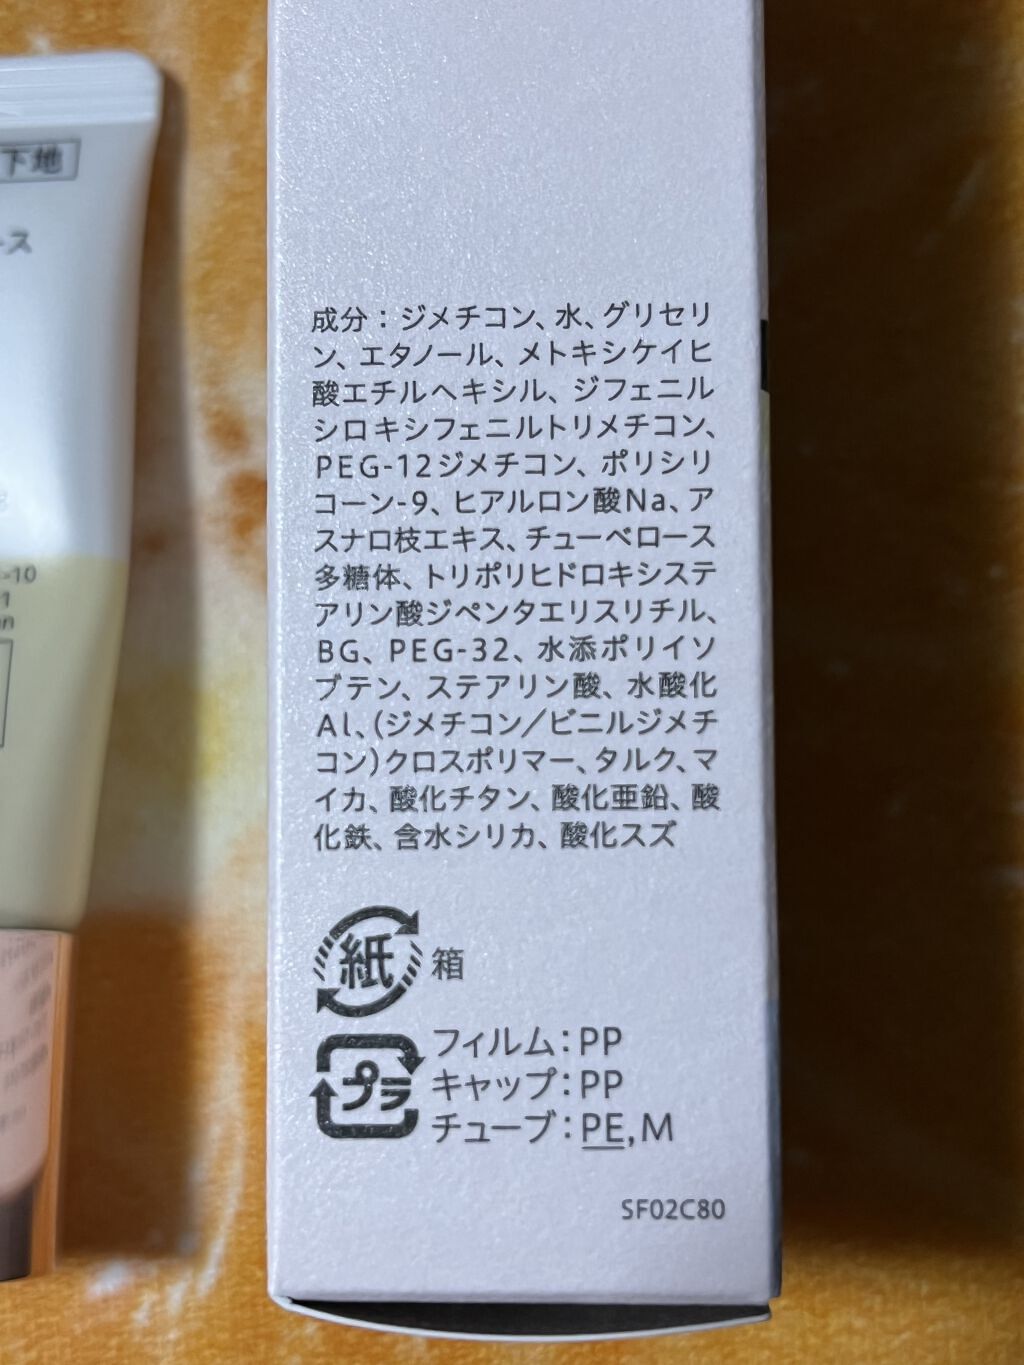 下地
ース
-10
成分：ジメチコン、水、グリセリ
ン、エタノール、メトキシケイヒ
酸エチルヘキシル、ジフェニル
シロキシフェニルトリメチコン、
PEG-12ジメチコン、ポリシリ
コーン-9、ヒアルロン酸Na、ア
スナロ枝エキス、チューベロース
多糖体、トリポリヒドロキシステ
アリン酸ジペンタエリスリチル、
BG、PEG-32、水添ポリイソ
ブテン、ステアリン酸、水酸化
Al、(ジメチコン／ビニルジメチ
コン)クロスポリマー、タルク、マ
イカ、酸化チタン、酸化亜鉛、酸
化鉄、含水シリカ、酸化スズ
紙 箱
プラ
フィルム：PP
キャップ：PP
チューブ：PE,M
SF02C80